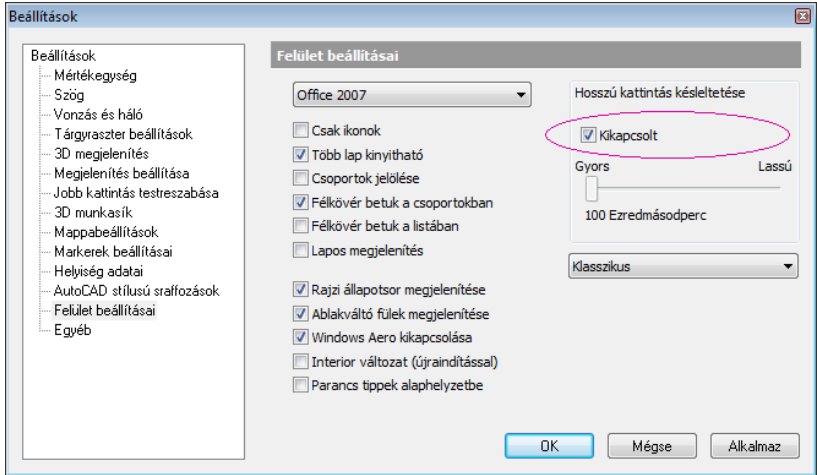 Beállítások
Beállítások
Mértékegység
Szög
Vonzás és háló
Tárgyraszter beállítások
3D megjelenítés
Megjelenítés beállítása
Jobb kattintás testreszabása
3D munkasík
Mappabeállítások
Markerek beállításai
Helyiség adatai
AutoCAD stílusú sraffozások
Felület beállításai
Egyéb
Felület beállításai
Office 2007
Csak ikonok
Több lap kinyitható
Csoportok jelölése
Félkövér betuk a csoportokban
Félkövér betuk a listában
Lapos megjelenítés
Rajzi állapotsor megjelenítése
Ablakváltó fülek megjelenítése
Windows Aero kikapcsolása
Interior változat (újraindítással)
Parancs tippek alaphelyzetbe
Hosszú kattintás késleltetése
Kikapcsolt
Gyors Lassú
100 Ezredmásodperc
Klasszikus
OK Mégse Alkalmaz